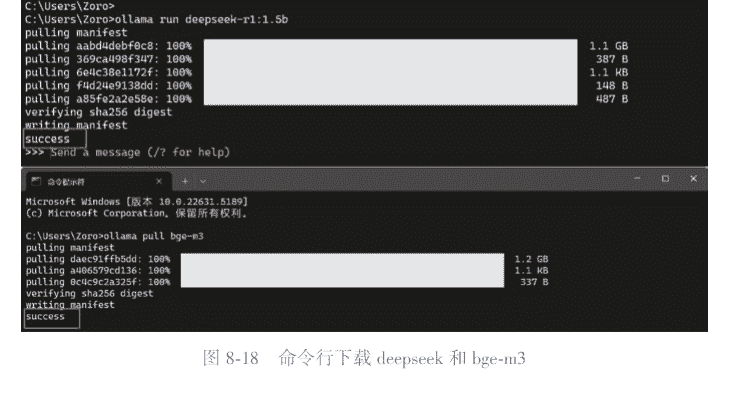 C:\Users\Zoro>
C:\Users\Zoro>ollama run deepseek-r1:1.5b
pulling manifest
pulling aabd4debf0c8: 100% 1.1 GB
pulling 369ca498f347: 100% 387 B
pulling 6e4c38e1172f: 100% 1.1 KB
pulling f4d24e9138dd: 100% 148 B
pulling a85fe2a2e58e: 100% 487 B
verifying sha256 digest
writing manifest
success
>>> Send a message (/? for help)
命令提示符
Microsoft Windows [版本 10.0.22631.5189]
(c) Microsoft Corporation。保留所有权利。
C:\Users\Zoro>ollama pull bge-m3
pulling manifest
pulling daec91ffb5dd: 100% 1.2 GB
pulling a406579cd136: 100% 1.1 KB
pulling 0c4c9c2a325f: 100% 337 B
verifying sha256 digest
writing manifest
success
图 8-18 命令行下载 deepseek 和 bge-m3